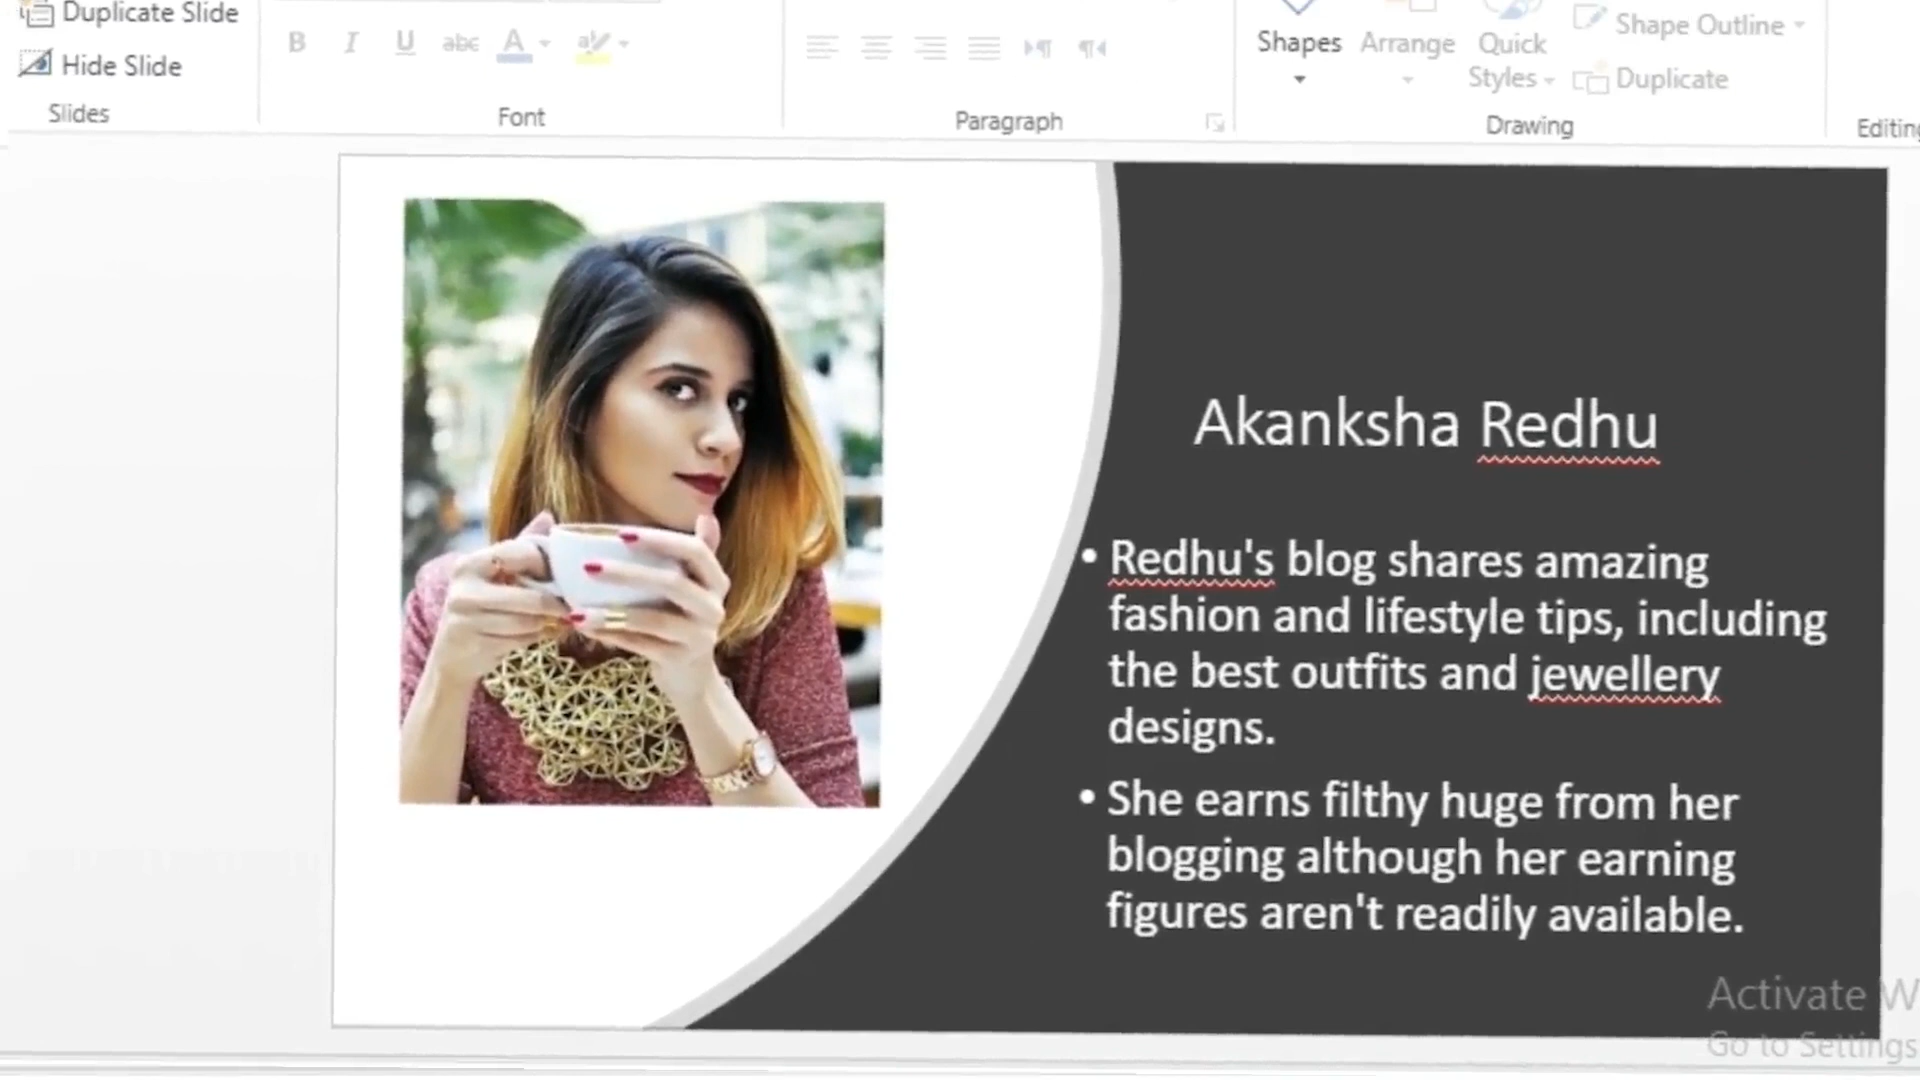 Duplicate Slide
Hide Slide
Slides
B I U abc A ab
Font
Paragraph
Shapes
Arrange
Quick
Styles
Shape Outline
Duplicate
Drawing
Editing
Akanksha Redhu
• Redhu's blog shares amazing
fashion and lifestyle tips, including
the best outfits and jewellery
designs.
• She earns filthy huge from her
blogging although her earning
figures aren't readily available.
Activate W
Go to Settings